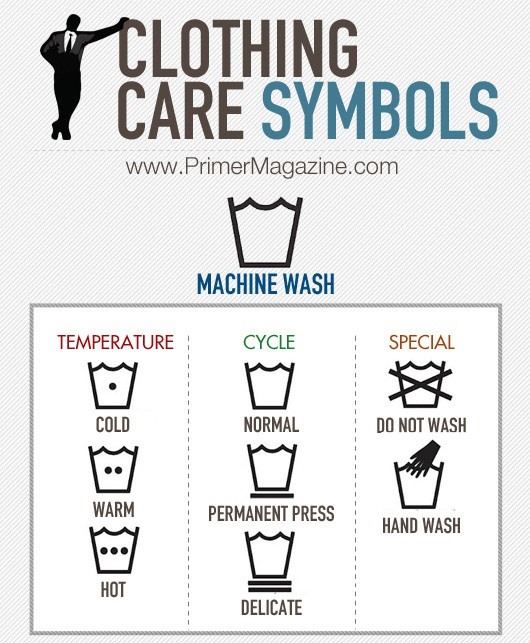 CLOTHING
CARE SYMBOLS
www.PrimerMagazine.com
MACHINE WASH
TEMPERATURE
COLD
WARM
HOT
CYCLE
NORMAL
PERMANENT PRESS
DELICATE
SPECIAL
DO NOT WASH
HAND WASH